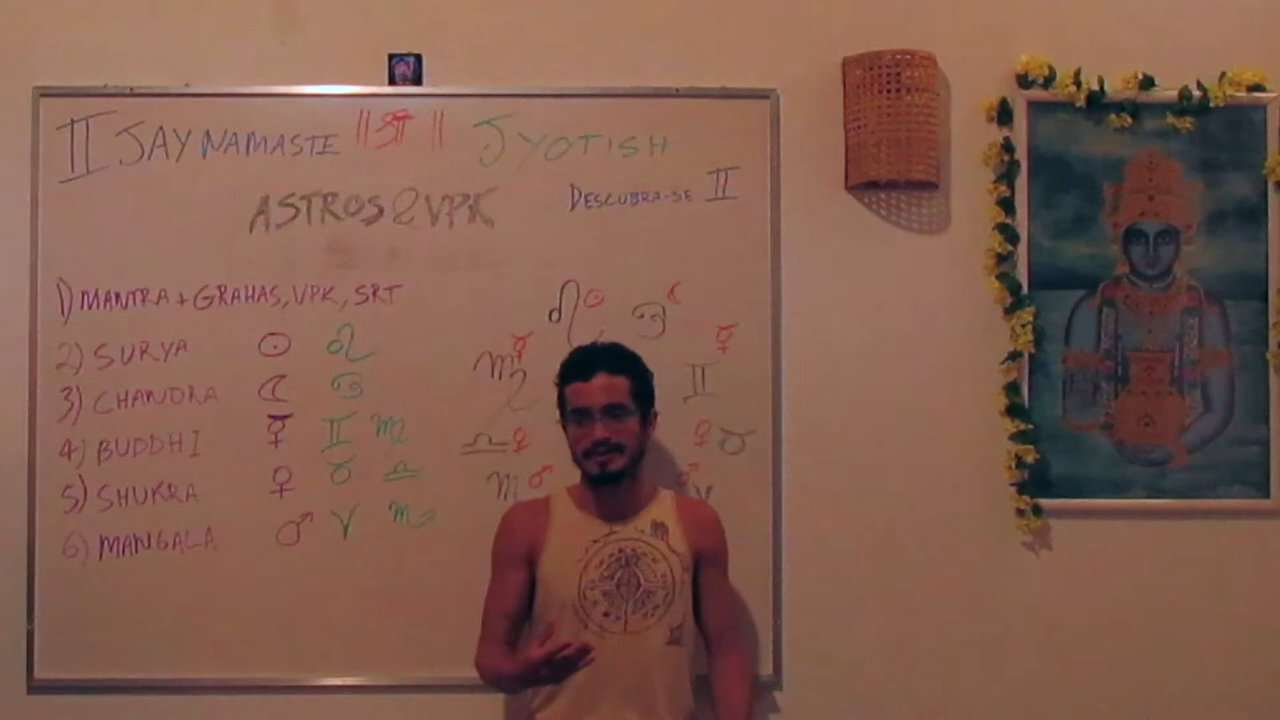 II JAY NAMASTE ||श्री|| JYOTISH
ASTROS & VPK DESCUBRA-SE II
1) MANTRA + GRAHAS, VPK, SRT
2) SURYA ☉ ♌
3) CHANDRA ☾ ♋
4) BUDDHI ☿ ♊ ♍
5) SHUKRA ♀ ♉ ♎
6) MANGALA ♂ ♈ ♏
♌ ☉ ♋ ☾
♍ ☿ ☿ ♊
♎ ♀ ♀ ♉
♏ ♂ ♂ ♈